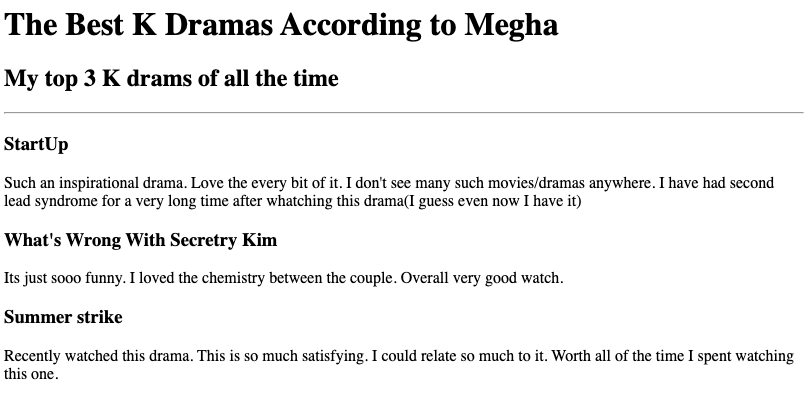 The Best K Dramas According to Megha
My top 3 K drams of all the time
StartUp
Such an inspirational drama. Love the every bit of it. I don't see many such movies/dramas anywhere. I have had second
lead syndrome for a very long time after whatching this drama(I guess even now I have it)
What's Wrong With Secretry Kim
Its just sooo funny. I loved the chemistry between the couple. Overall very good watch.
Summer strike
Recently watched this drama. This is so much satisfying. I could relate so much to it. Worth all of the time I spent watching
this one.